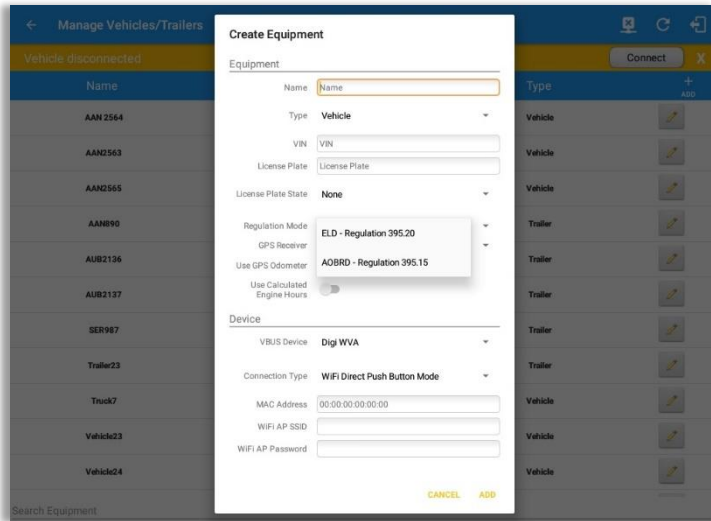 Manage Vehicles/Trailers
Vehicle disconnected
Connect
X
Name
Type
+
ADD
AAN 2564
Vehicle
AAN2563
Vehicle
AAN2565
Vehicle
AAN890
Trailer
AUB2136
Trailer
AUB2137
Trailer
SER987
Trailer
Trailer23
Trailer
Truck7
Vehicle
Vehicle23
Vehicle
Vehicle24
Vehicle
Search Equipment
Create Equipment
Equipment
Name Name
Type Vehicle
VIN VIN
License Plate License Plate
License Plate State None
Regulation Mode
ELD - Regulation 395.20
GPS Receiver
Use GPS Odometer
AOBRD - Regulation 395.15
Use Calculated
Engine Hours
Device
VBUS Device Digi WVA
Connection Type WiFi Direct Push Button Mode
MAC Address 00:00:00:00:00:00
WiFi AP SSID
WiFi AP Password
CANCEL ADD